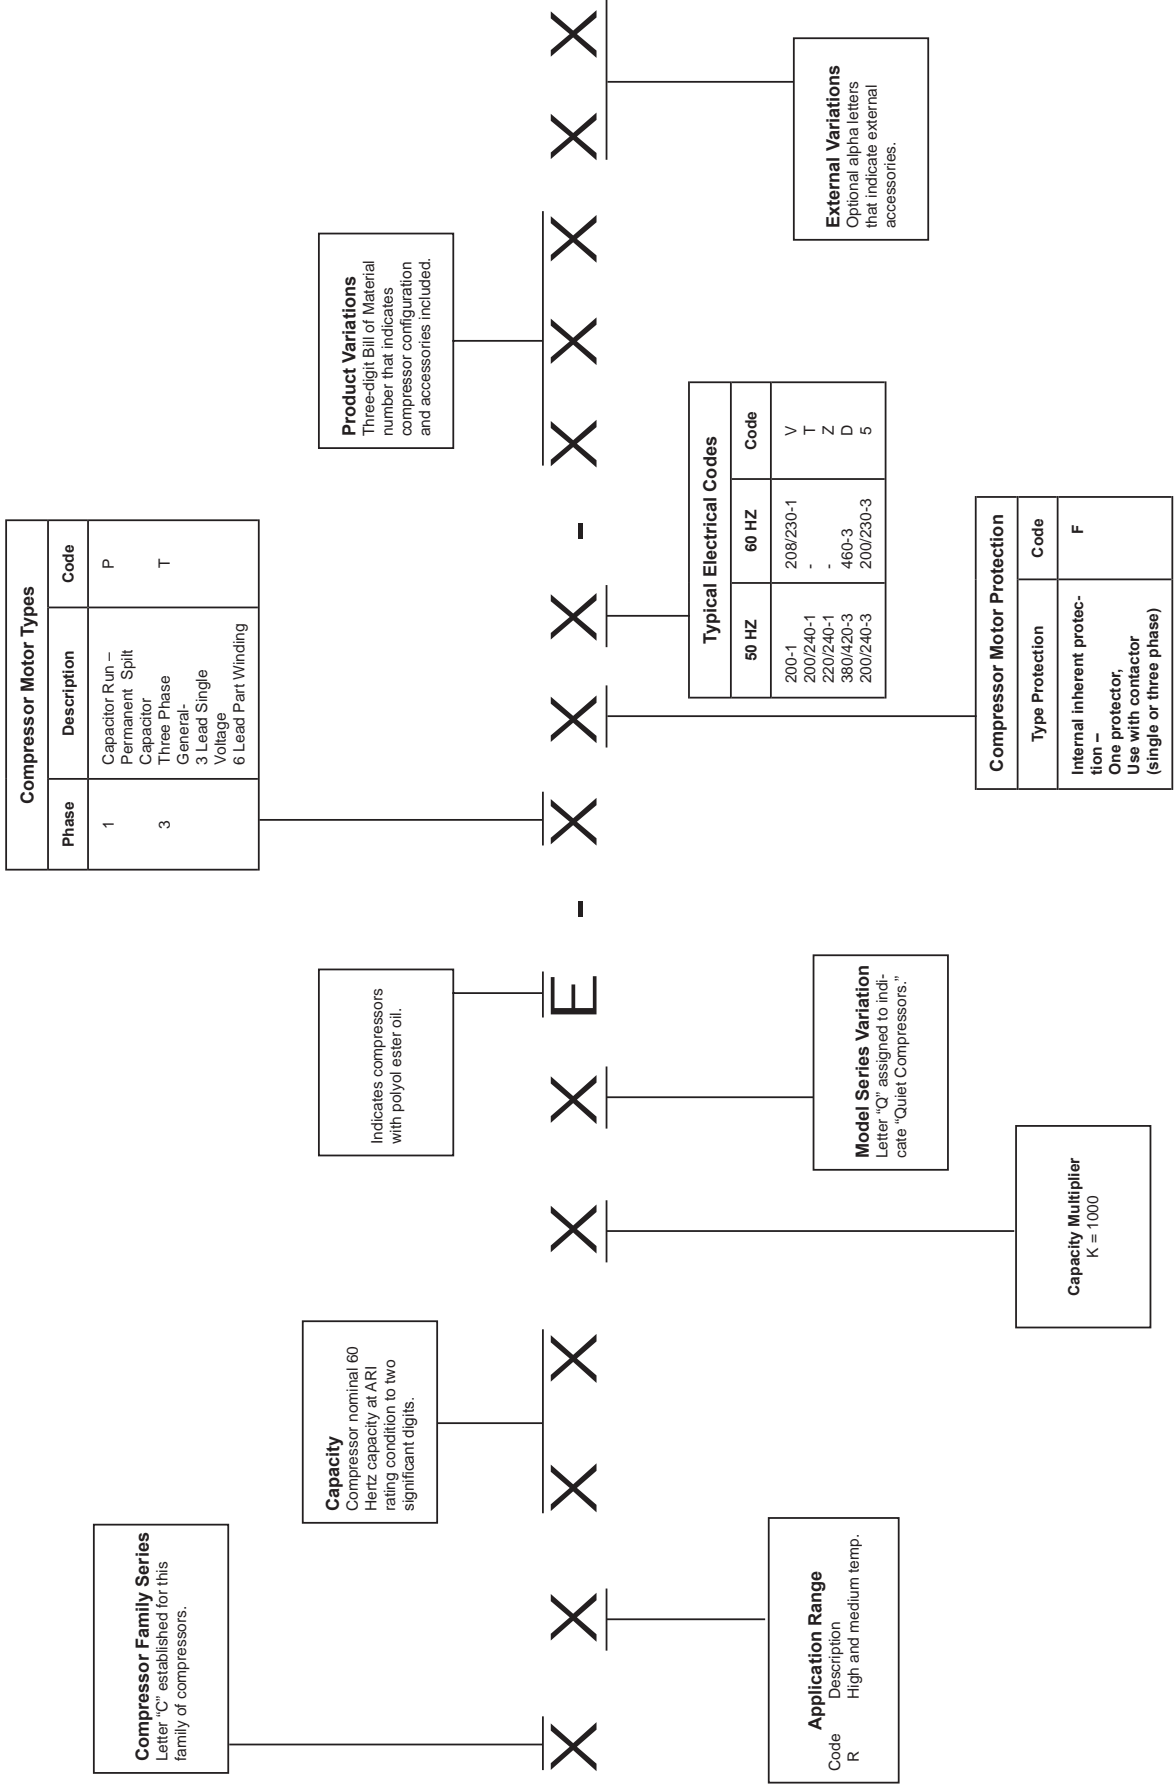 Compressor Family Series
Letter “C” established for this
family of compressors.
Capacity
Compressor nominal 60
Hertz capacity at ARI
rating condition to two
significant digits.
Indicates compressors
with polyol ester oil.
Compressor Motor Types
Phase Description Code
1 Capacitor Run – P
Permanent Spilt
Capacitor
3 Three Phase T
General-
3 Lead Single
Voltage
6 Lead Part Winding
Product Variations
Three-digit Bill of Material
number that indicates
compressor configuration
and accessories included.
X X X X X X E - X X X - X X X X X
Application Range
Code Description
R High and medium temp.
Capacity Multiplier
K = 1000
Model Series Variation
Letter “Q” assigned to indi-
cate “Quiet Compressors.”
Compressor Motor Protection
Type Protection Code
Internal inherent protec- F
tion –
One protector,
Use with contactor
(single or three phase)
Typical Electrical Codes
50 HZ 60 HZ Code
200-1 208/230-1 V
200/240-1 - T
220/240-1 - Z
380/420-3 460-3 D
200/240-3 200/230-3 5
External Variations
Optional alpha letters
that indicate external
accessories.